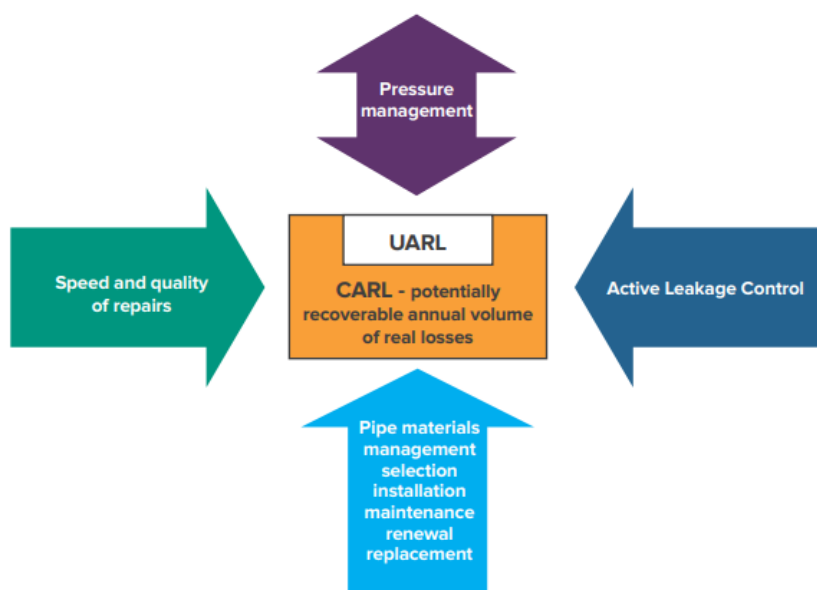 Pressure
management
Speed and quality
of repairs
UARL
CARL - potentially
recoverable annual volume
of real losses
Active Leakage Control
Pipe materials
management
selection
installation
maintenance
renewal
replacement